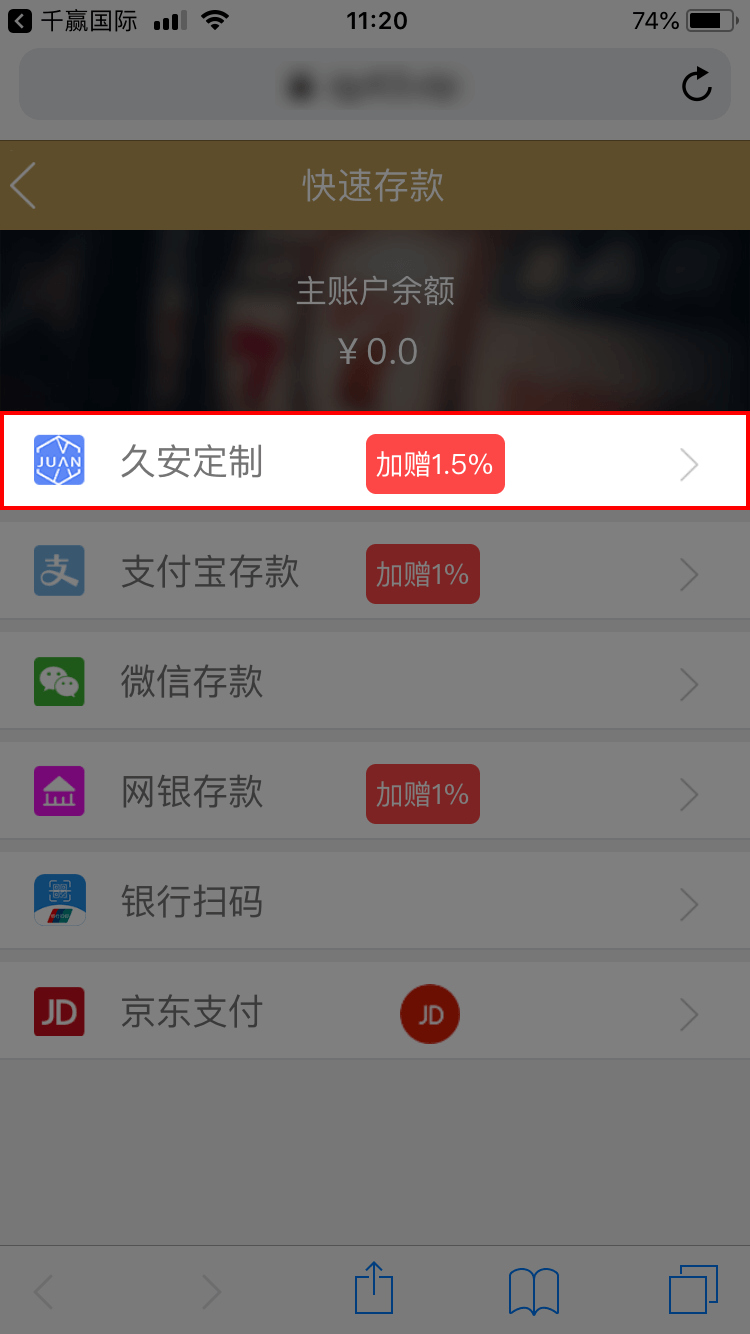 千赢国际 11:20 74%
快速存款
主账户余额
¥ 0.0
JUAN 久安定制 加赠1.5%
支 支付宝存款 加赠1%
微信存款
网银存款 加赠1%
银行扫码
JD 京东支付 JD